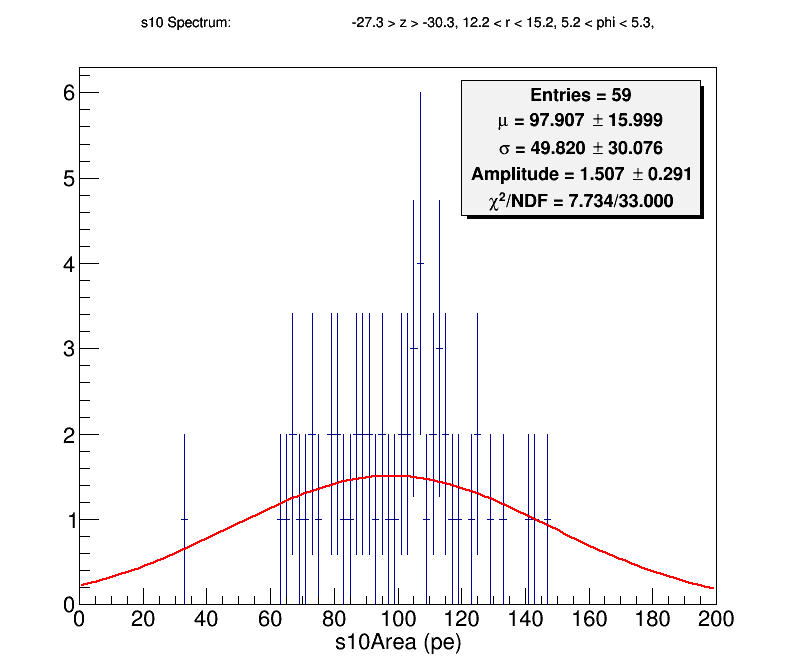 s10 Spectrum: -27.3 > z > -30.3, 12.2 < r < 15.2, 5.2 < phi < 5.3,
Entries = 59
μ = 97.907 ± 15.999
σ = 49.820 ± 30.076
Amplitude = 1.507 ± 0.291
χ²/NDF = 7.734/33.000
6
5
4
3
2
1
0
0 20 40 60 80 100 120 140 160 180 200
s10Area (pe)